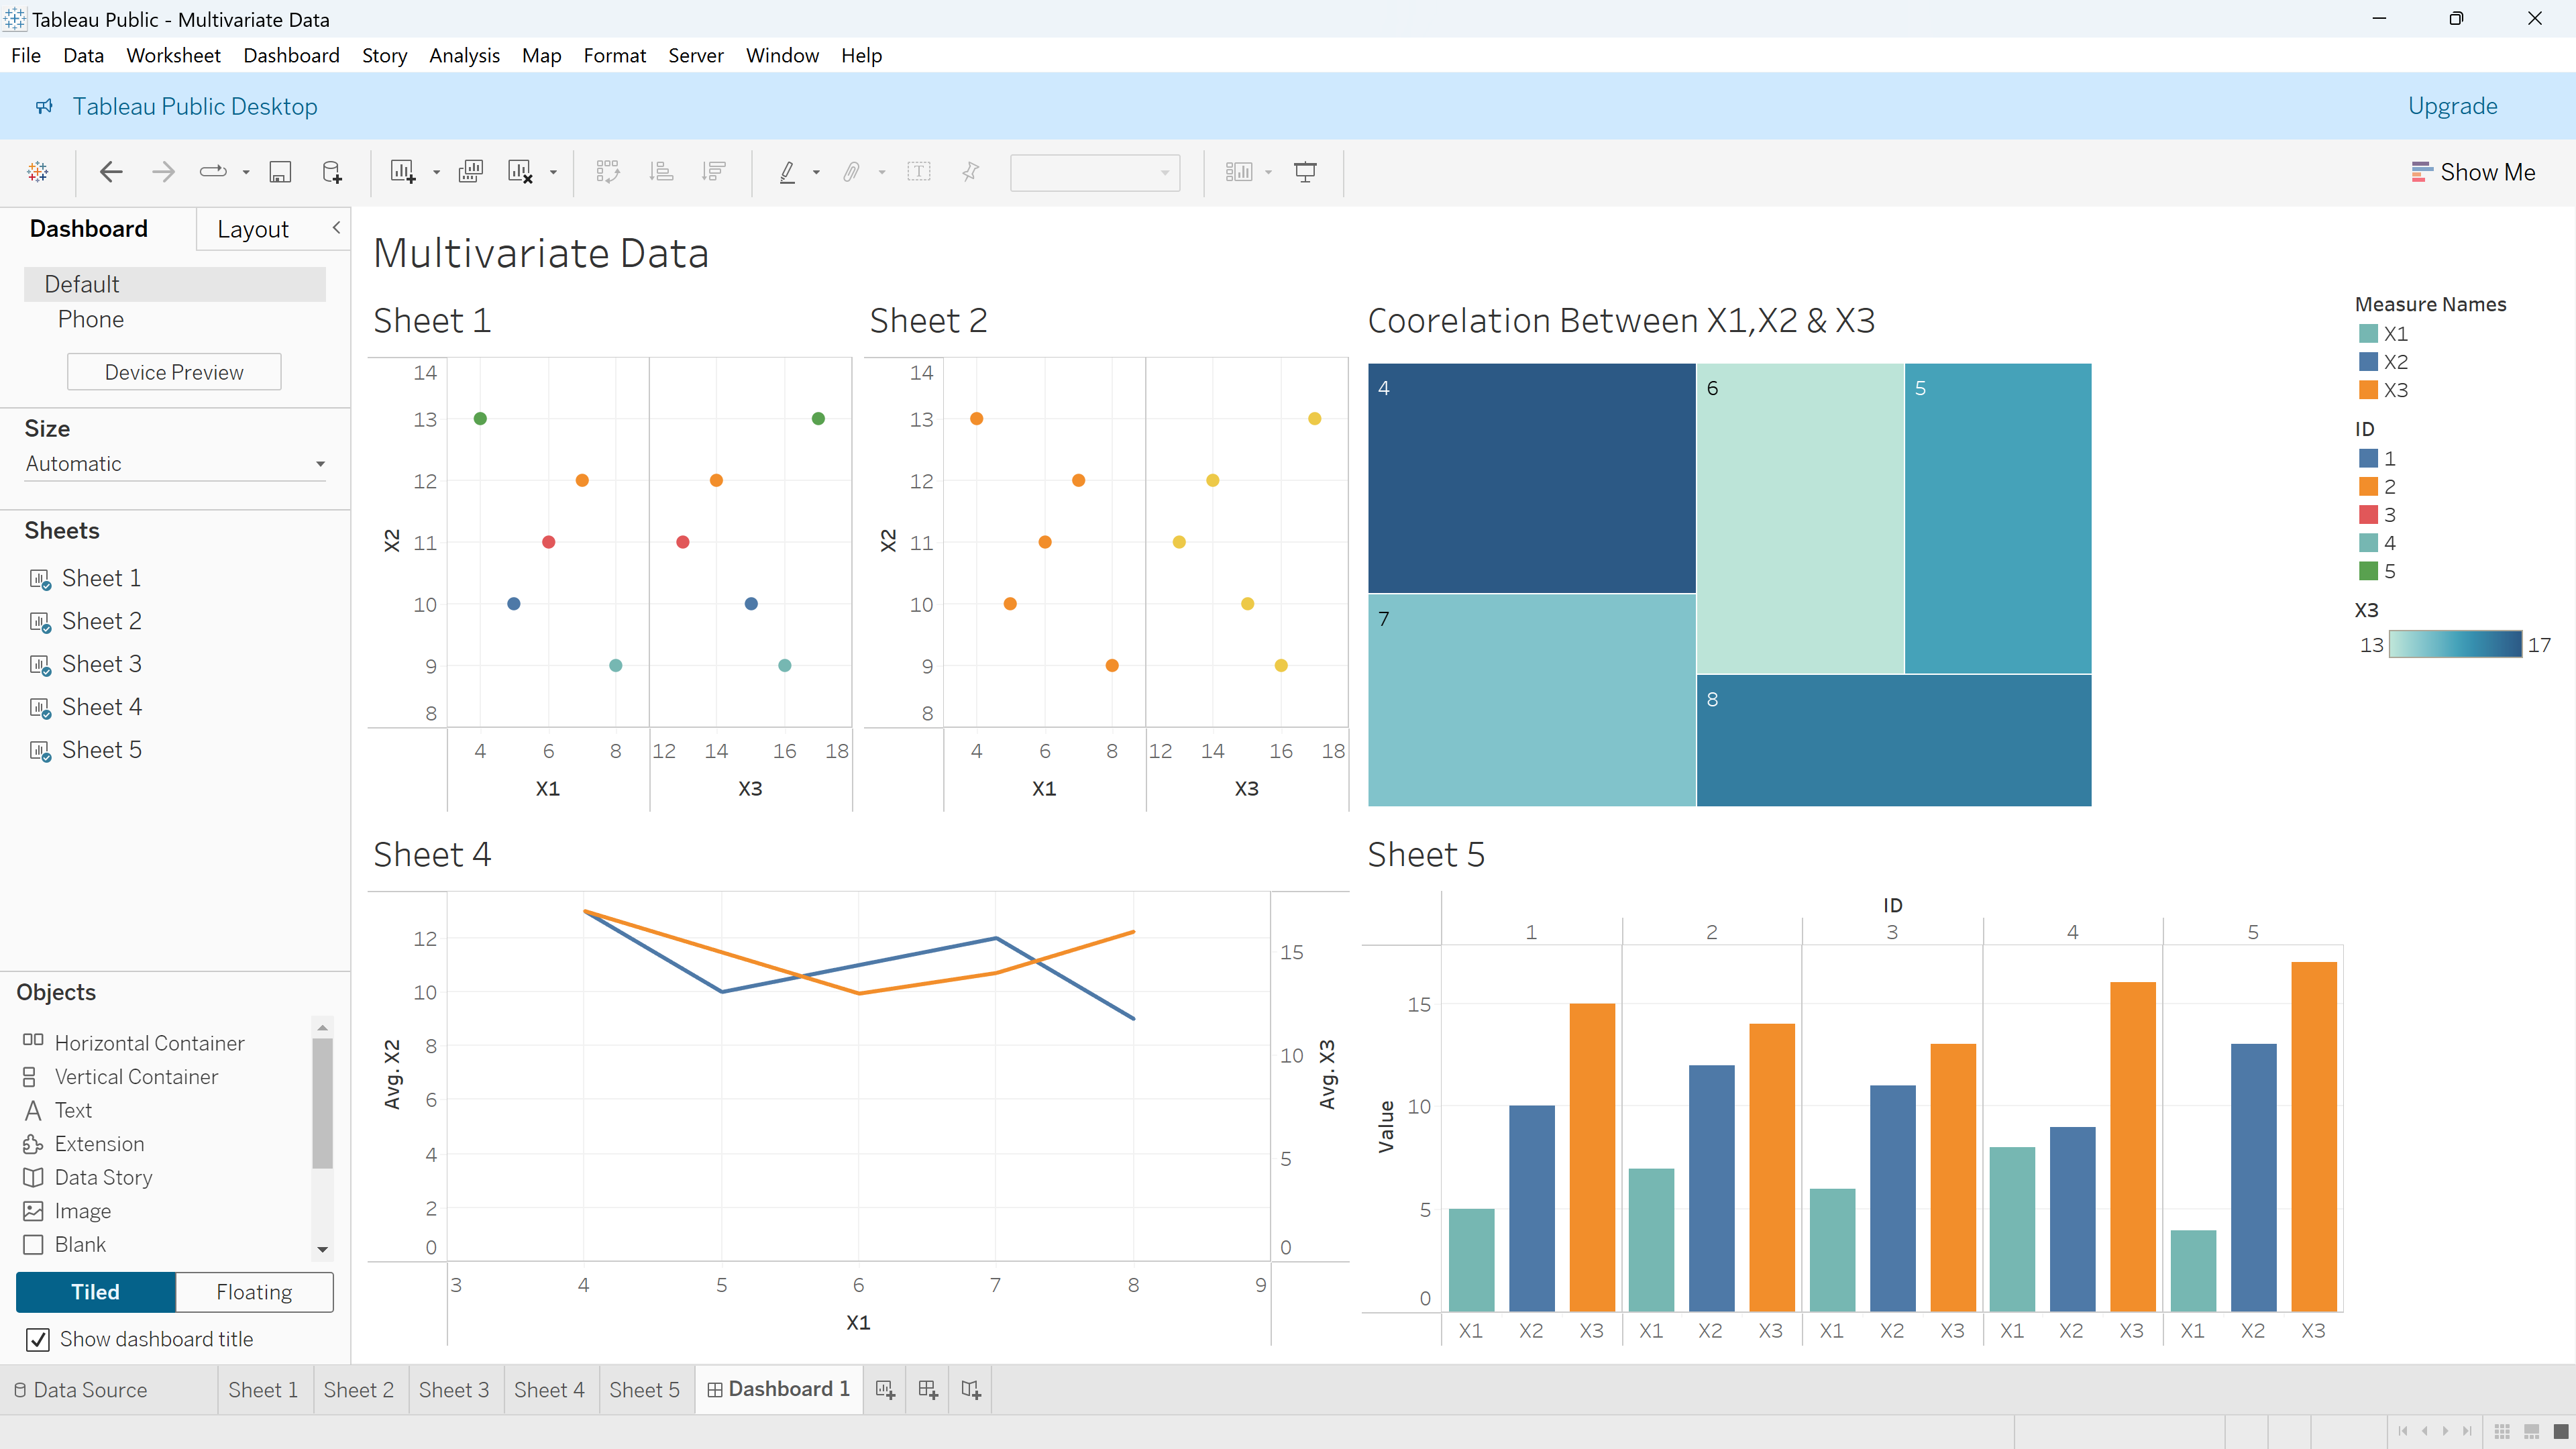 Tableau Public - Multivariate Data
File Data Worksheet Dashboard Story Analysis Map Format Server Window Help
Tableau Public Desktop
Upgrade
Show Me
Dashboard
Layout
Default
Phone
Device Preview
Size
Automatic
Sheets
Sheet 1
Sheet 2
Sheet 3
Sheet 4
Sheet 5
Objects
Horizontal Container
Vertical Container
Text
Extension
Data Story
Image
Blank
Tiled
Floating
Show dashboard title
Multivariate Data
Sheet 1
X2
14
13
12
11
10
9
8
4 6 8 12 14 16 18
X1 X3
Sheet 2
X2
14
13
12
11
10
9
8
4 6 8 12 14 16 18
X1 X3
Coorelation Between X1,X2 & X3
4
6
5
7
8
Measure Names
X1
X2
X3
ID
1
2
3
4
5
X3
13 17
Sheet 4
Avg. X2
12
10
8
6
4
2
0
15
10
5
0
Avg. X3
3 4 5 6 7 8 9
X1
Sheet 5
ID
1 2 3 4 5
Value
15
10
5
0
X1 X2 X3 X1 X2 X3 X1 X2 X3 X1 X2 X3 X1 X2 X3
Data Source Sheet 1 Sheet 2 Sheet 3 Sheet 4 Sheet 5 Dashboard 1